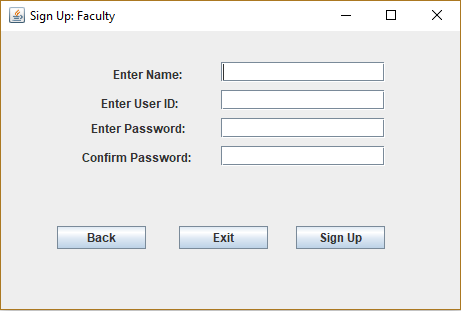 Sign Up: Faculty
Enter Name:
Enter User ID:
Enter Password:
Confirm Password:
Back Exit Sign Up